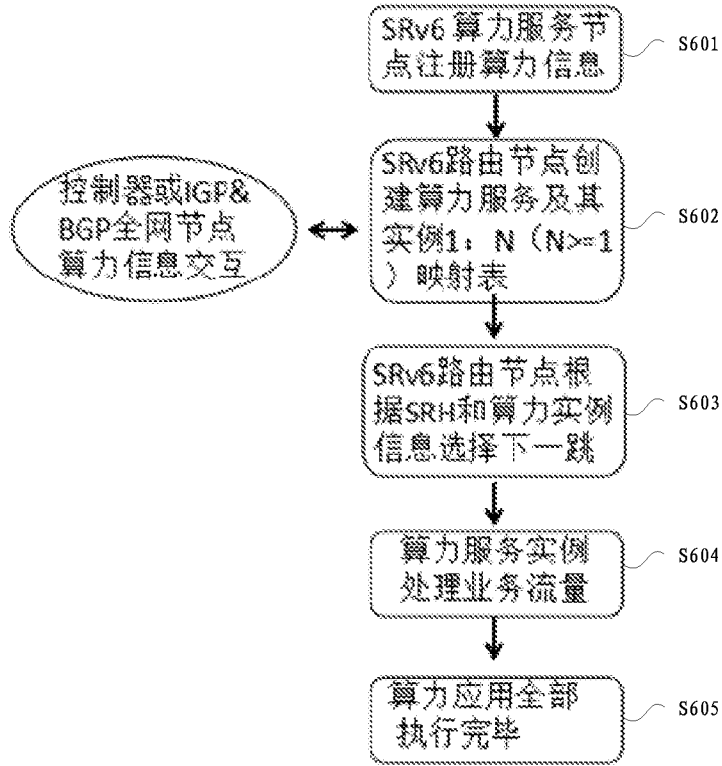 SRv6 算力服务节
点注册算力信息
S601
控制器或IGP&
BGP全网节点
算力信息交互
SRv6路由节点创
建算力服务及其
实例1：N（N>=1
）映射表
S602
SRv6路由节点根
据SRH和算力实例
信息选择下一跳
S603
算力服务实例
处理业务流量
S604
算力应用全部
执行完毕
S605